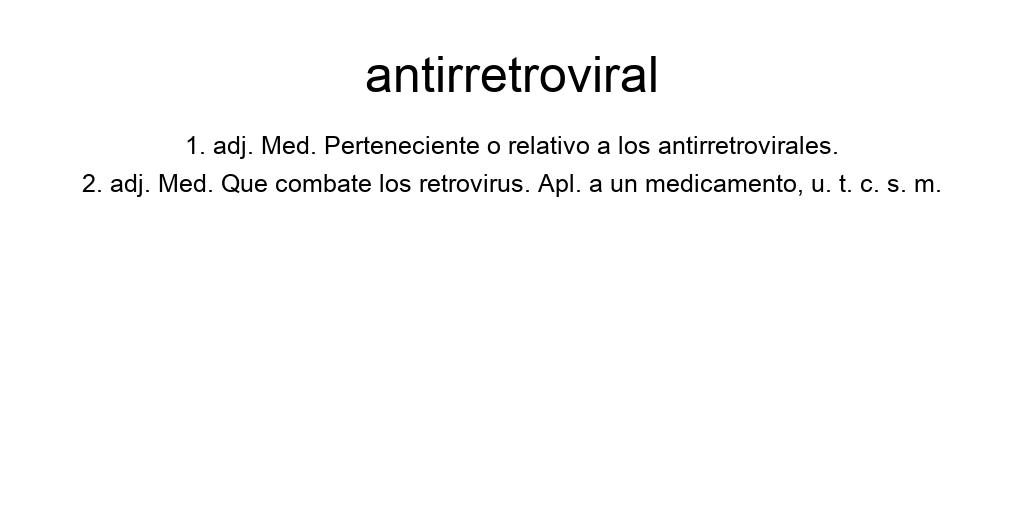 antirretroviral
1. adj. Med. Perteneciente o relativo a los antirretrovirales.
2. adj. Med. Que combate los retrovirus. Apl. a un medicamento, u. t. c. s. m.